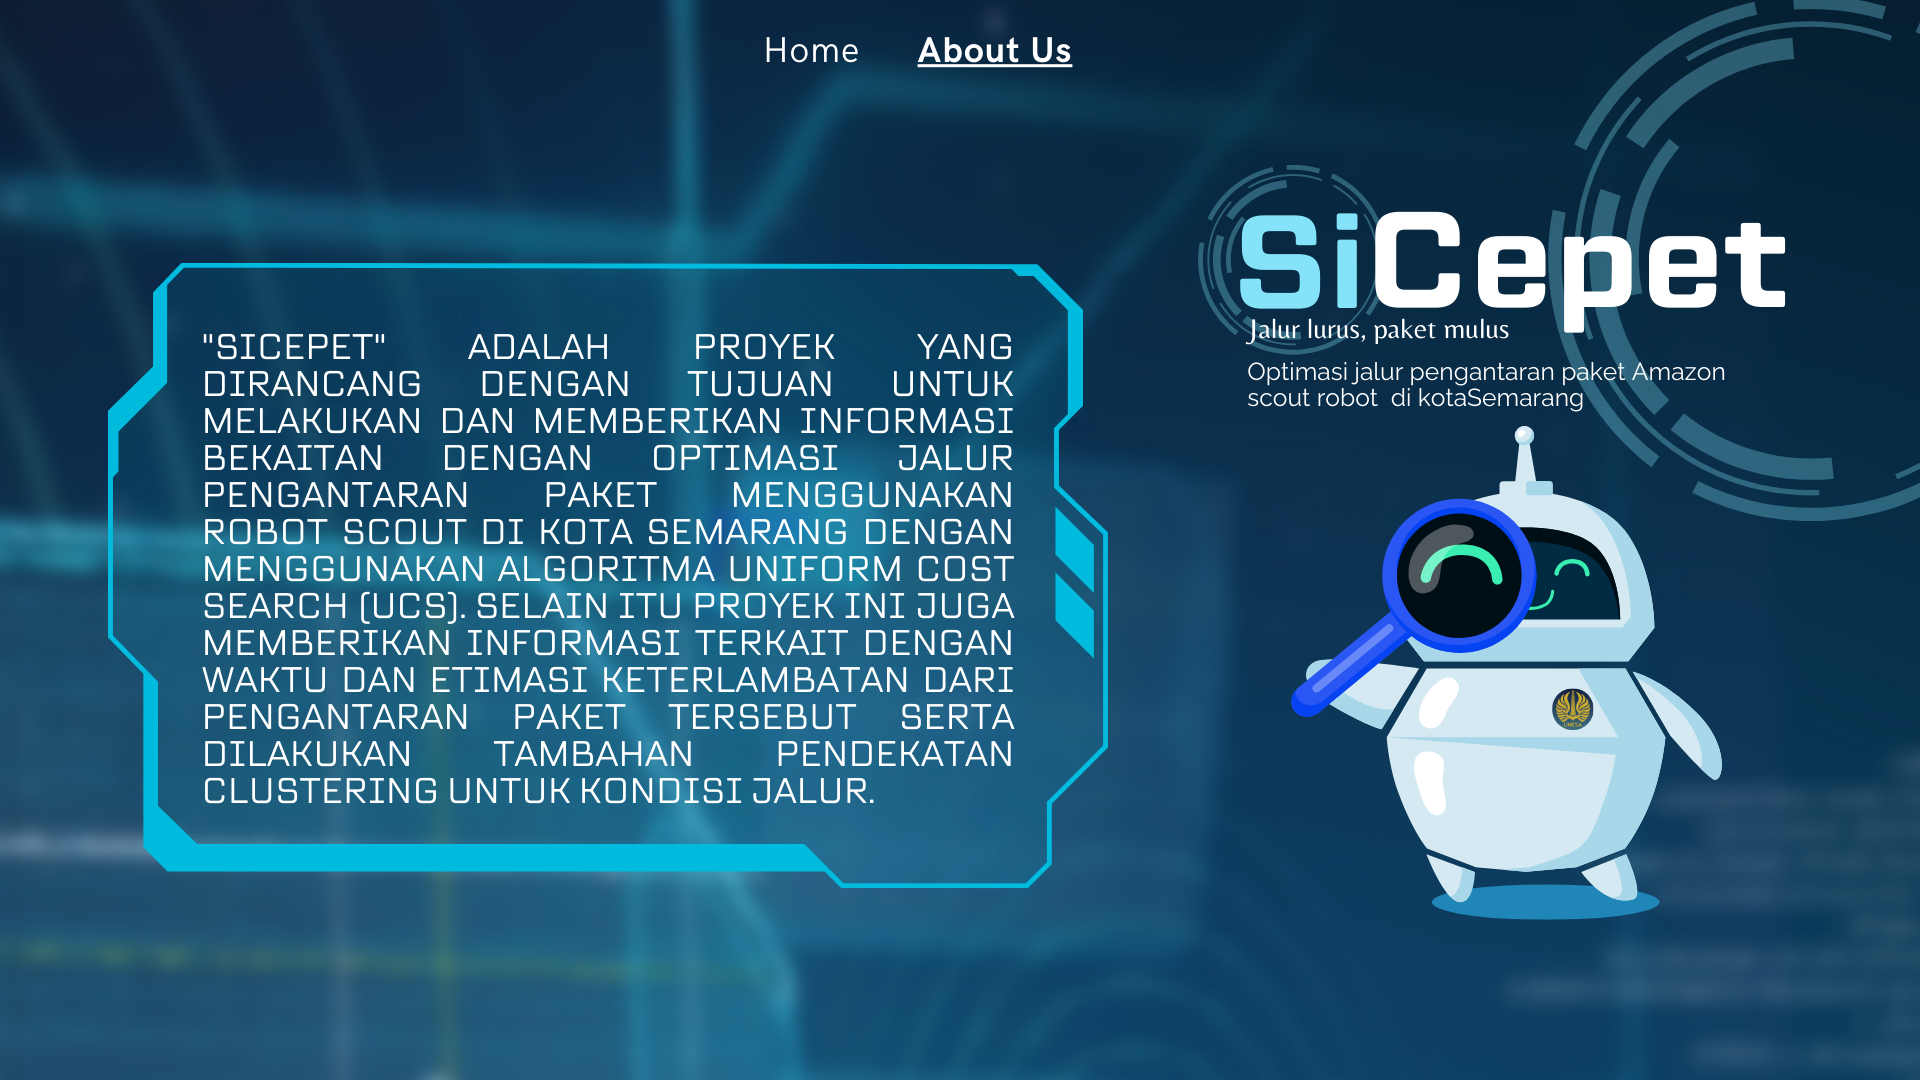 Home About Us
"SICEPET" ADALAH PROYEK YANG
DIRANCANG DENGAN TUJUAN UNTUK
MELAKUKAN DAN MEMBERIKAN INFORMASI
BEKAITAN DENGAN OPTIMASI JALUR
PENGANTARAN PAKET MENGGUNAKAN
ROBOT SCOUT DI KOTA SEMARANG DENGAN
MENGGUNAKAN ALGORITMA UNIFORM COST
SEARCH (UCS). SELAIN ITU PROYEK INI JUGA
MEMBERIKAN INFORMASI TERKAIT DENGAN
WAKTU DAN ETIMASI KETERLAMBATAN DARI
PENGANTARAN PAKET TERSEBUT SERTA
DILAKUKAN TAMBAHAN PENDEKATAN
CLUSTERING UNTUK KONDISI JALUR.
SiCepet
Jalur lurus, paket mulus
Optimasi jalur pengantaran paket Amazon
scout robot di kotaSemarang
UNESA